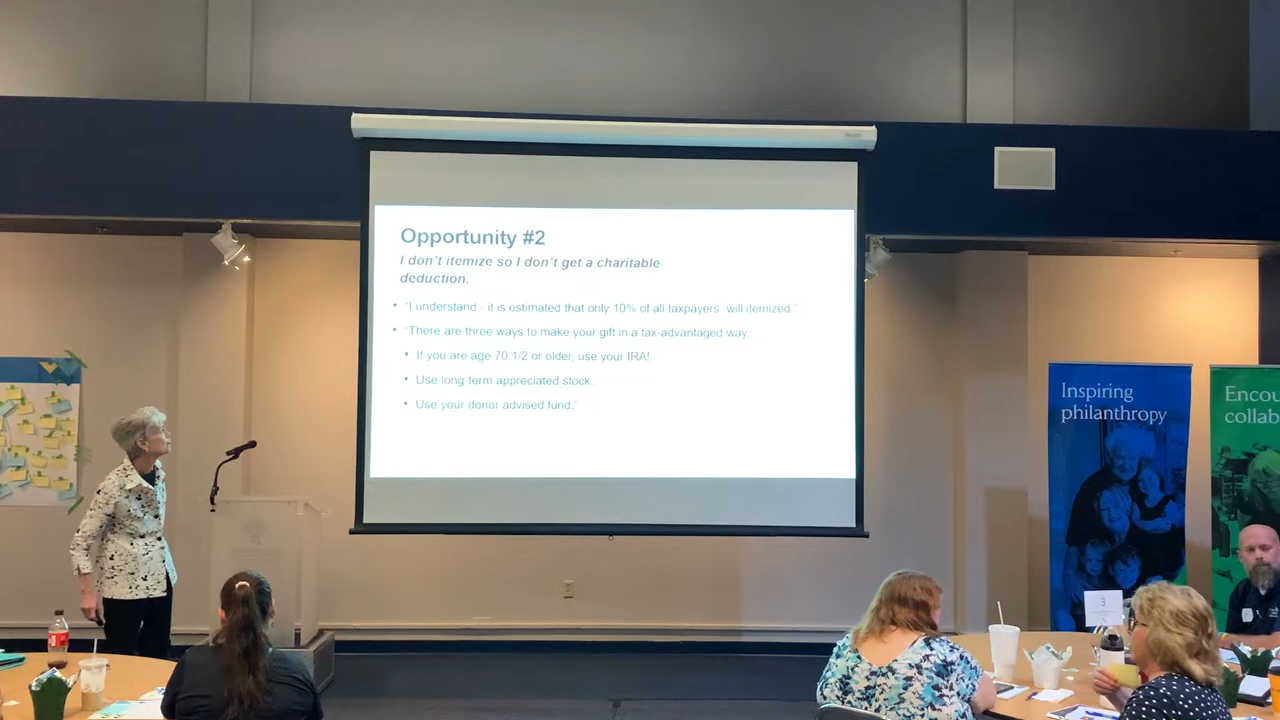 Opportunity #2
I don't itemize so I don't get a charitable
deduction.
• "I understand - it is estimated that only 10% of all taxpayers will itemized."
• "There are three ways to make your gift in a tax-advantaged way.
• If you are age 70 1/2 or older, use your IRA!
• Use long-term appreciated stock.
• Use your donor advised fund."
Inspiring
philanthropy
Encou
collab
3